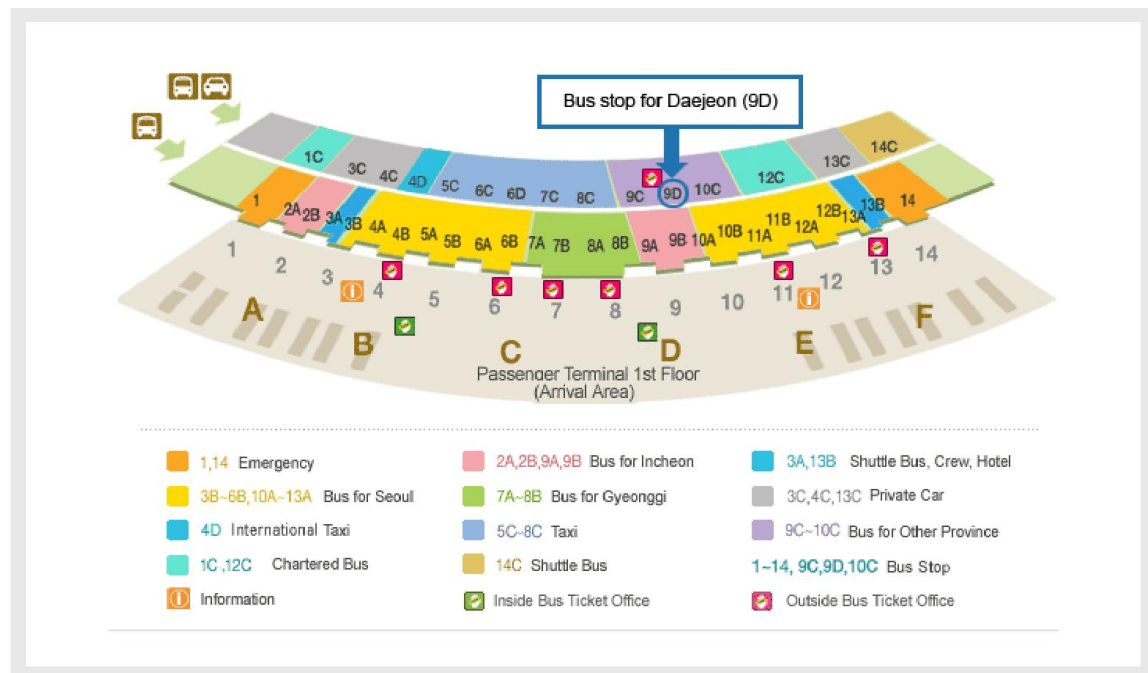 Bus stop for Daejeon (9D)
1C 3C 4C 4D 5C 6C 6D 7C 8C 9C 9D 10C 12C 13C 14C
1 2A 2B 3A 3B 4A 4B 5A 5B 6A 6B 7A 7B 8A 8B 9A 9B 10A 10B 11A 11B 12A 12B 13A 13B 14
1 2 3 4 5 6 7 8 9 10 11 12 13 14
A B C D E F
Passenger Terminal 1st Floor
(Arrival Area)
1,14 Emergency
2A,2B,9A,9B Bus for Incheon
3A,13B Shuttle Bus, Crew, Hotel
3B~6B,10A~13A Bus for Seoul
7A~8B Bus for Gyeonggi
3C,4C,13C Private Car
4D International Taxi
5C~8C Taxi
9C~10C Bus for Other Province
1C ,12C Chartered Bus
14C Shuttle Bus
1~14, 9C,9D,10C Bus Stop
Information
Inside Bus Ticket Office
Outside Bus Ticket Office